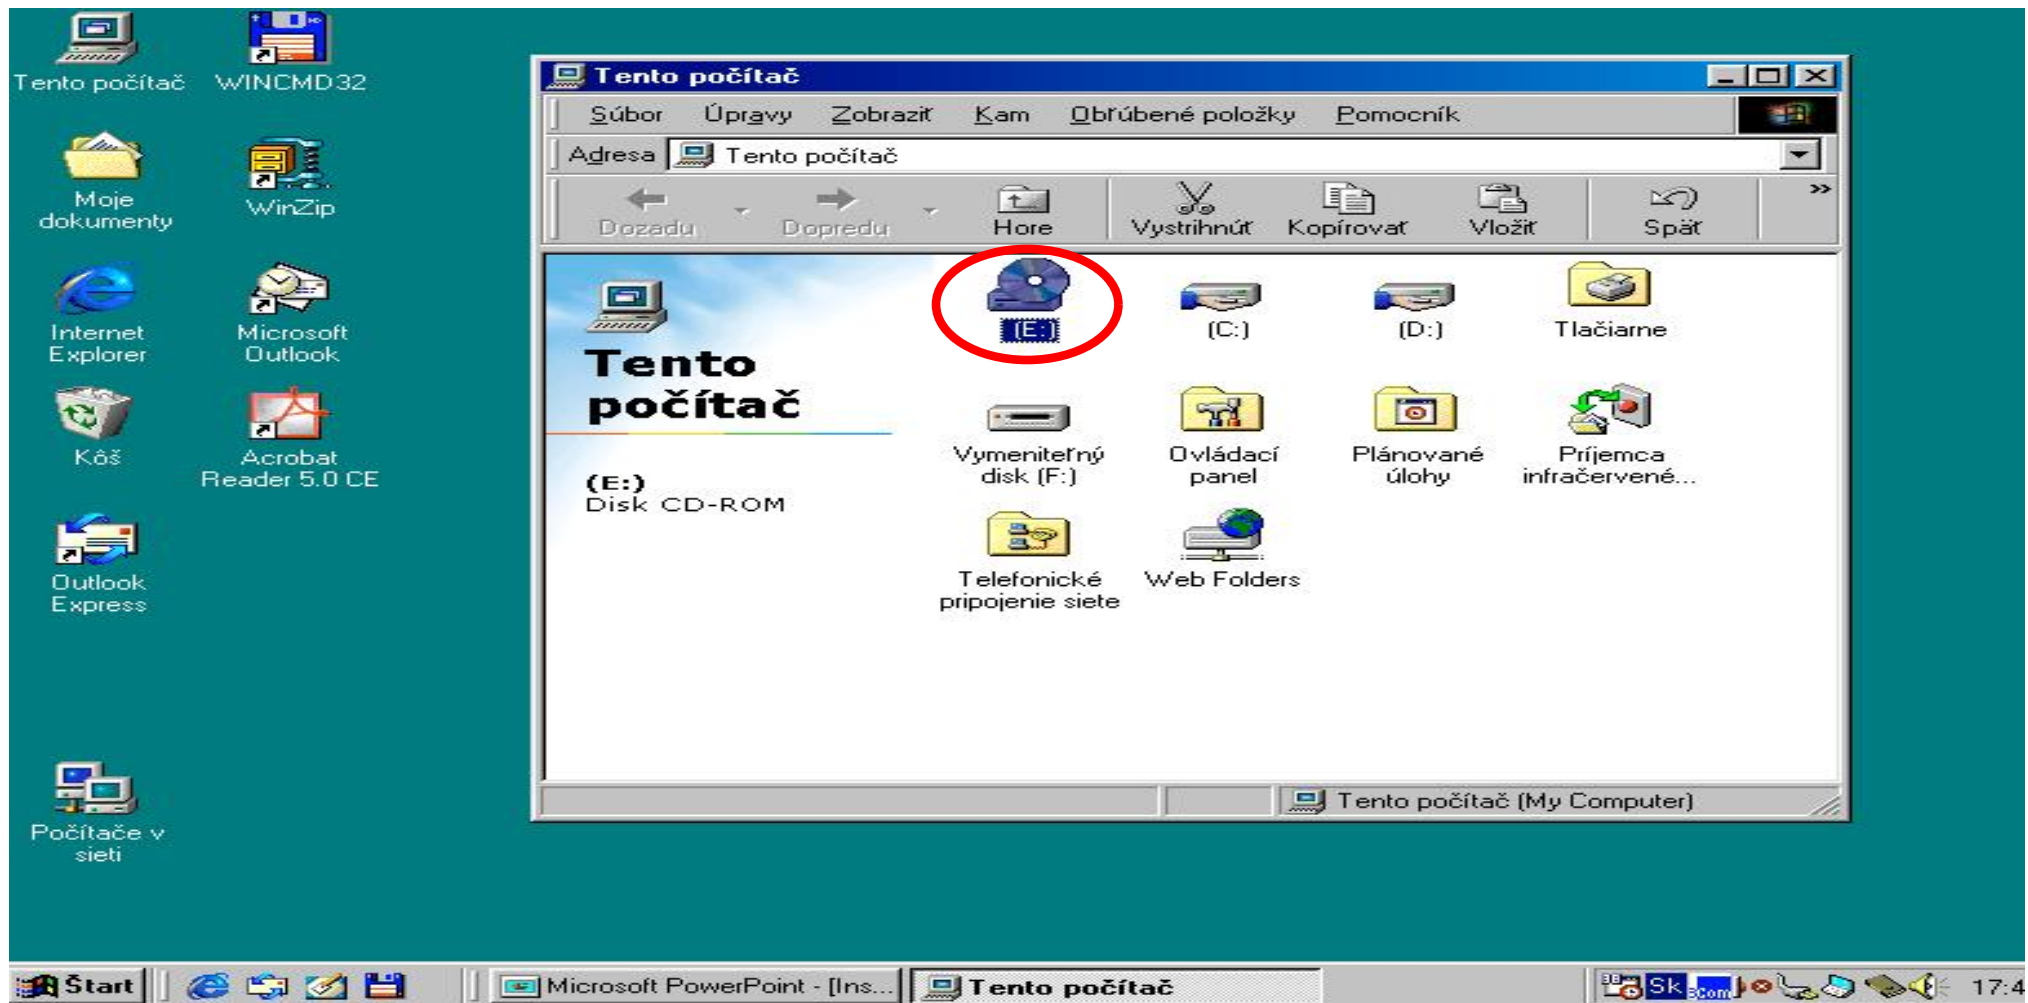 Tento počítač
WINCMD32
Moje
dokumenty
WinZip
Internet
Explorer
Microsoft
Outlook
Kôš
Acrobat
Reader 5.0 CE
Outlook
Express
Počítače v
sieti
Tento počítač
Súbor Úpravy Zobraziť Kam Obľúbené položky Pomocník
Adresa Tento počítač
Dozadu Dopredu Hore Vystrihnúť Kopírovať Vložiť Späť »
Tento
počítač
(E:)
Disk CD-ROM
(E:) (C:) (D:) Tlačiarne
Vymeniteľný
disk (F:)
Ovládací
panel
Plánované
úlohy
Príjemca
infračervené...
Telefonické
pripojenie siete
Web Folders
Tento počítač (My Computer)
Štart Microsoft PowerPoint - [Ins... Tento počítač Sk 3Com 17:4